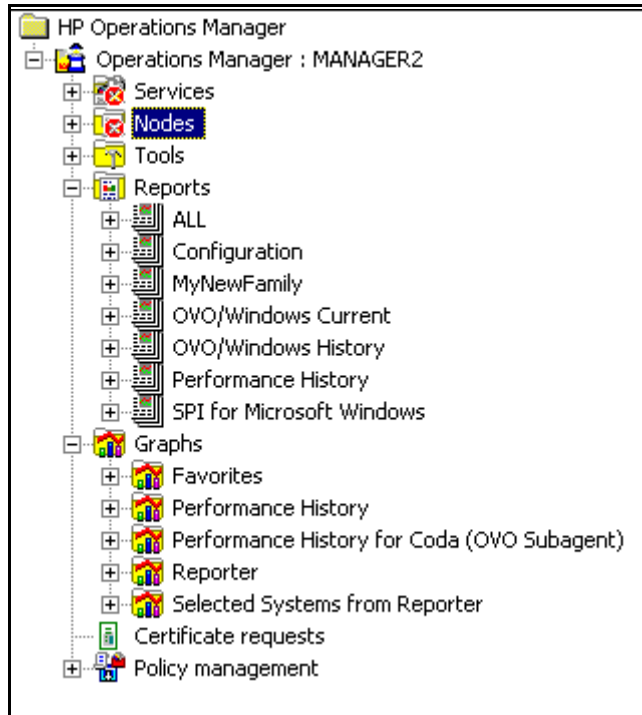 HP Operations Manager
Operations Manager : MANAGER2
Services
Nodes
Tools
Reports
ALL
Configuration
MyNewFamily
OVO/Windows Current
OVO/Windows History
Performance History
SPI for Microsoft Windows
Graphs
Favorites
Performance History
Performance History for Coda (OVO Subagent)
Reporter
Selected Systems from Reporter
Certificate requests
Policy management